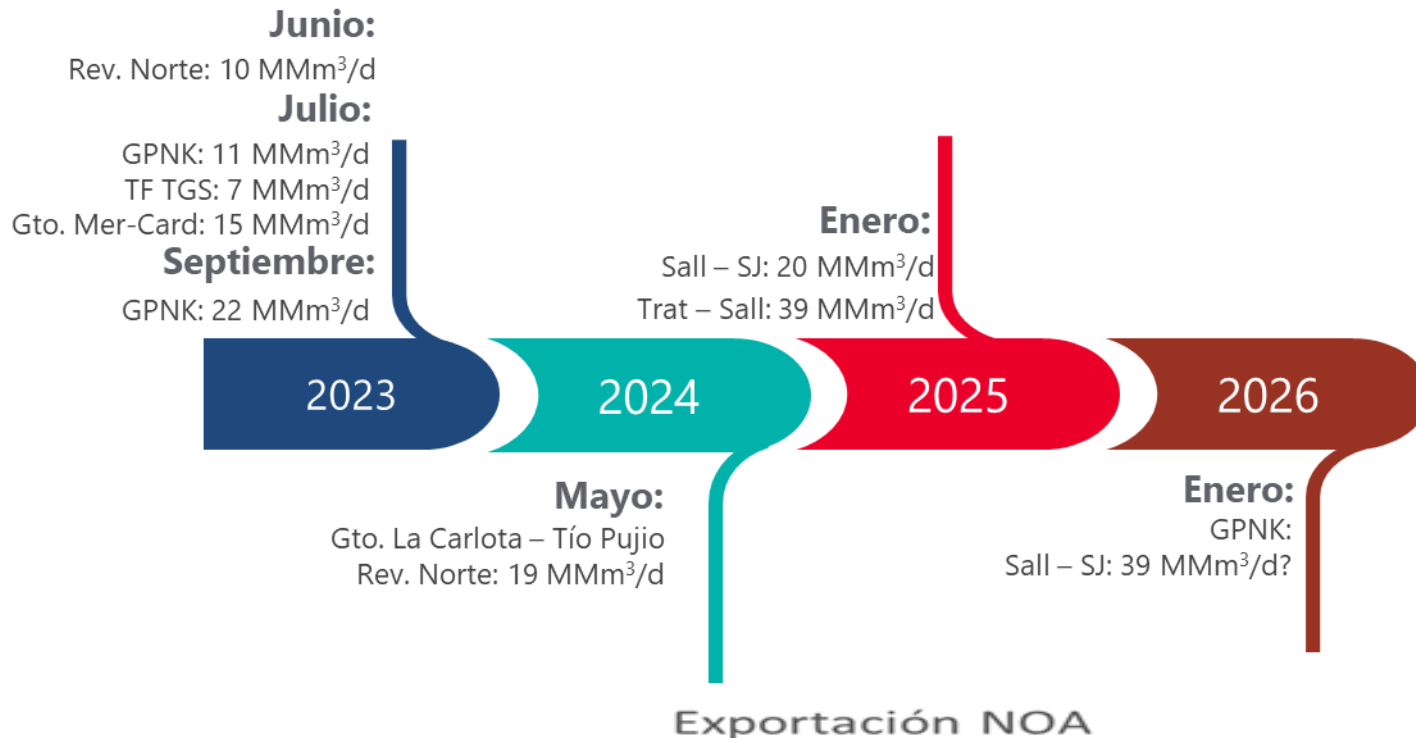 Junio:
Rev. Norte: 10 MMm³/d
Julio:
GPNK: 11 MMm³/d
TF TGS: 7 MMm³/d
Gto. Mer-Card: 15 MMm³/d
Septiembre:
GPNK: 22 MMm³/d
Enero:
Sall – SJ: 20 MMm³/d
Trat – Sall: 39 MMm³/d
2023
2024
2025
2026
Mayo:
Gto. La Carlota – Tío Pujio
Rev. Norte: 19 MMm³/d
Enero:
GPNK:
Sall – SJ: 39 MMm³/d?
Exportación NOA